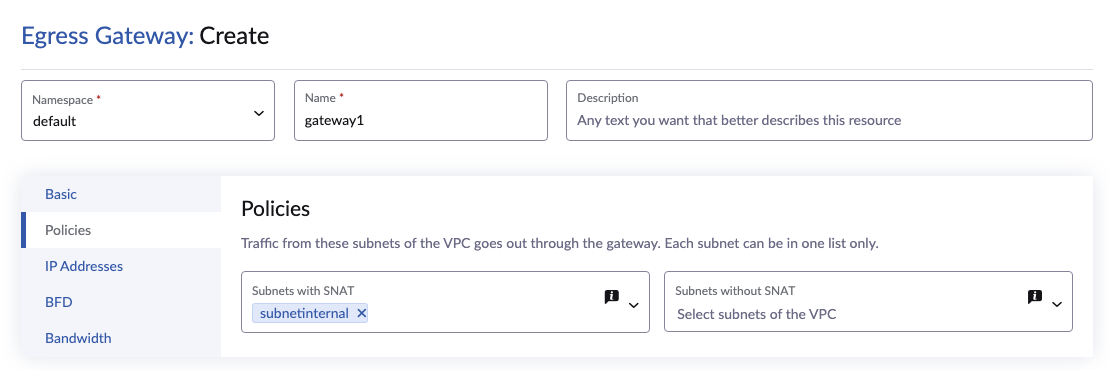 Egress Gateway: Create
Namespace *
default
Name *
gateway1
Description
Any text you want that better describes this resource
Basic
Policies
IP Addresses
BFD
Bandwidth
Policies
Traffic from these subnets of the VPC goes out through the gateway. Each subnet can be in one list only.
Subnets with SNAT
subnetinternal
Subnets without SNAT
Select subnets of the VPC